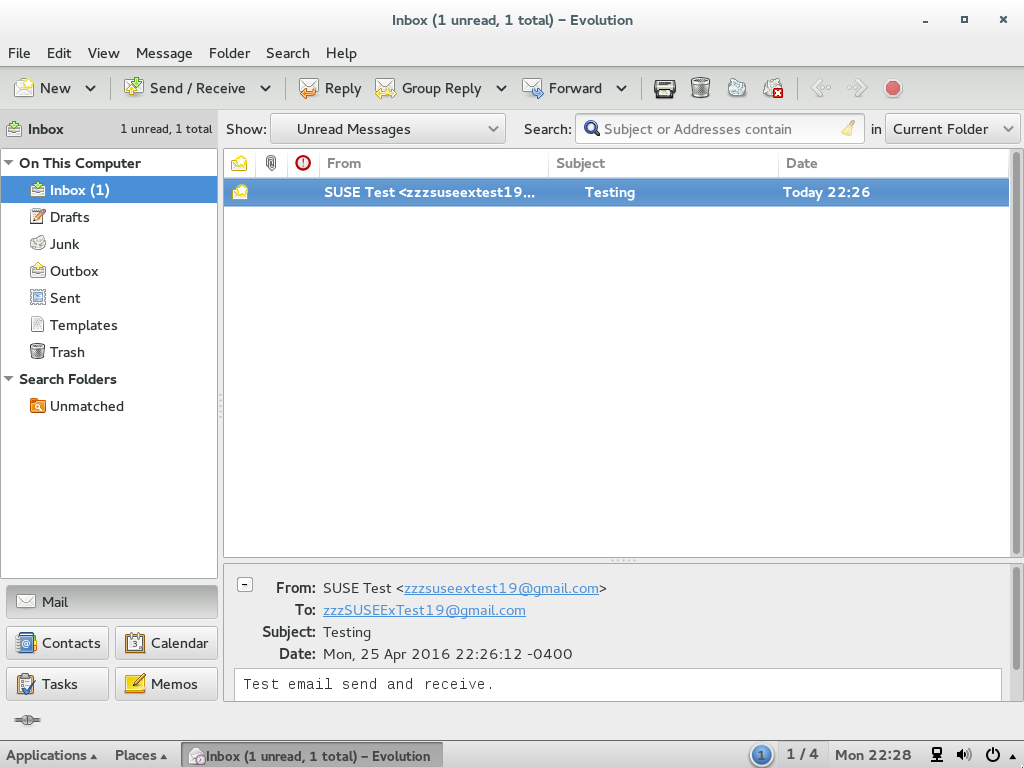 Inbox (1 unread, 1 total) – Evolution
File Edit View Message Folder Search Help
New Send / Receive Reply Group Reply Forward
Inbox 1 unread, 1 total Show: Unread Messages Search: Subject or Addresses contain in Current Folder
On This Computer
Inbox (1)
Drafts
Junk
Outbox
Sent
Templates
Trash
Search Folders
Unmatched
From Subject Date
SUSE Test <zzzsuseextest19... Testing Today 22:26
From: SUSE Test <zzzsuseextest19@gmail.com>
To: zzzSUSEExTest19@gmail.com
Subject: Testing
Date: Mon, 25 Apr 2016 22:26:12 -0400
Test email send and receive.
Mail
Contacts Calendar
Tasks Memos
Applications Places Inbox (1 unread, 1 total) – Evolution 1 1 / 4 Mon 22:28